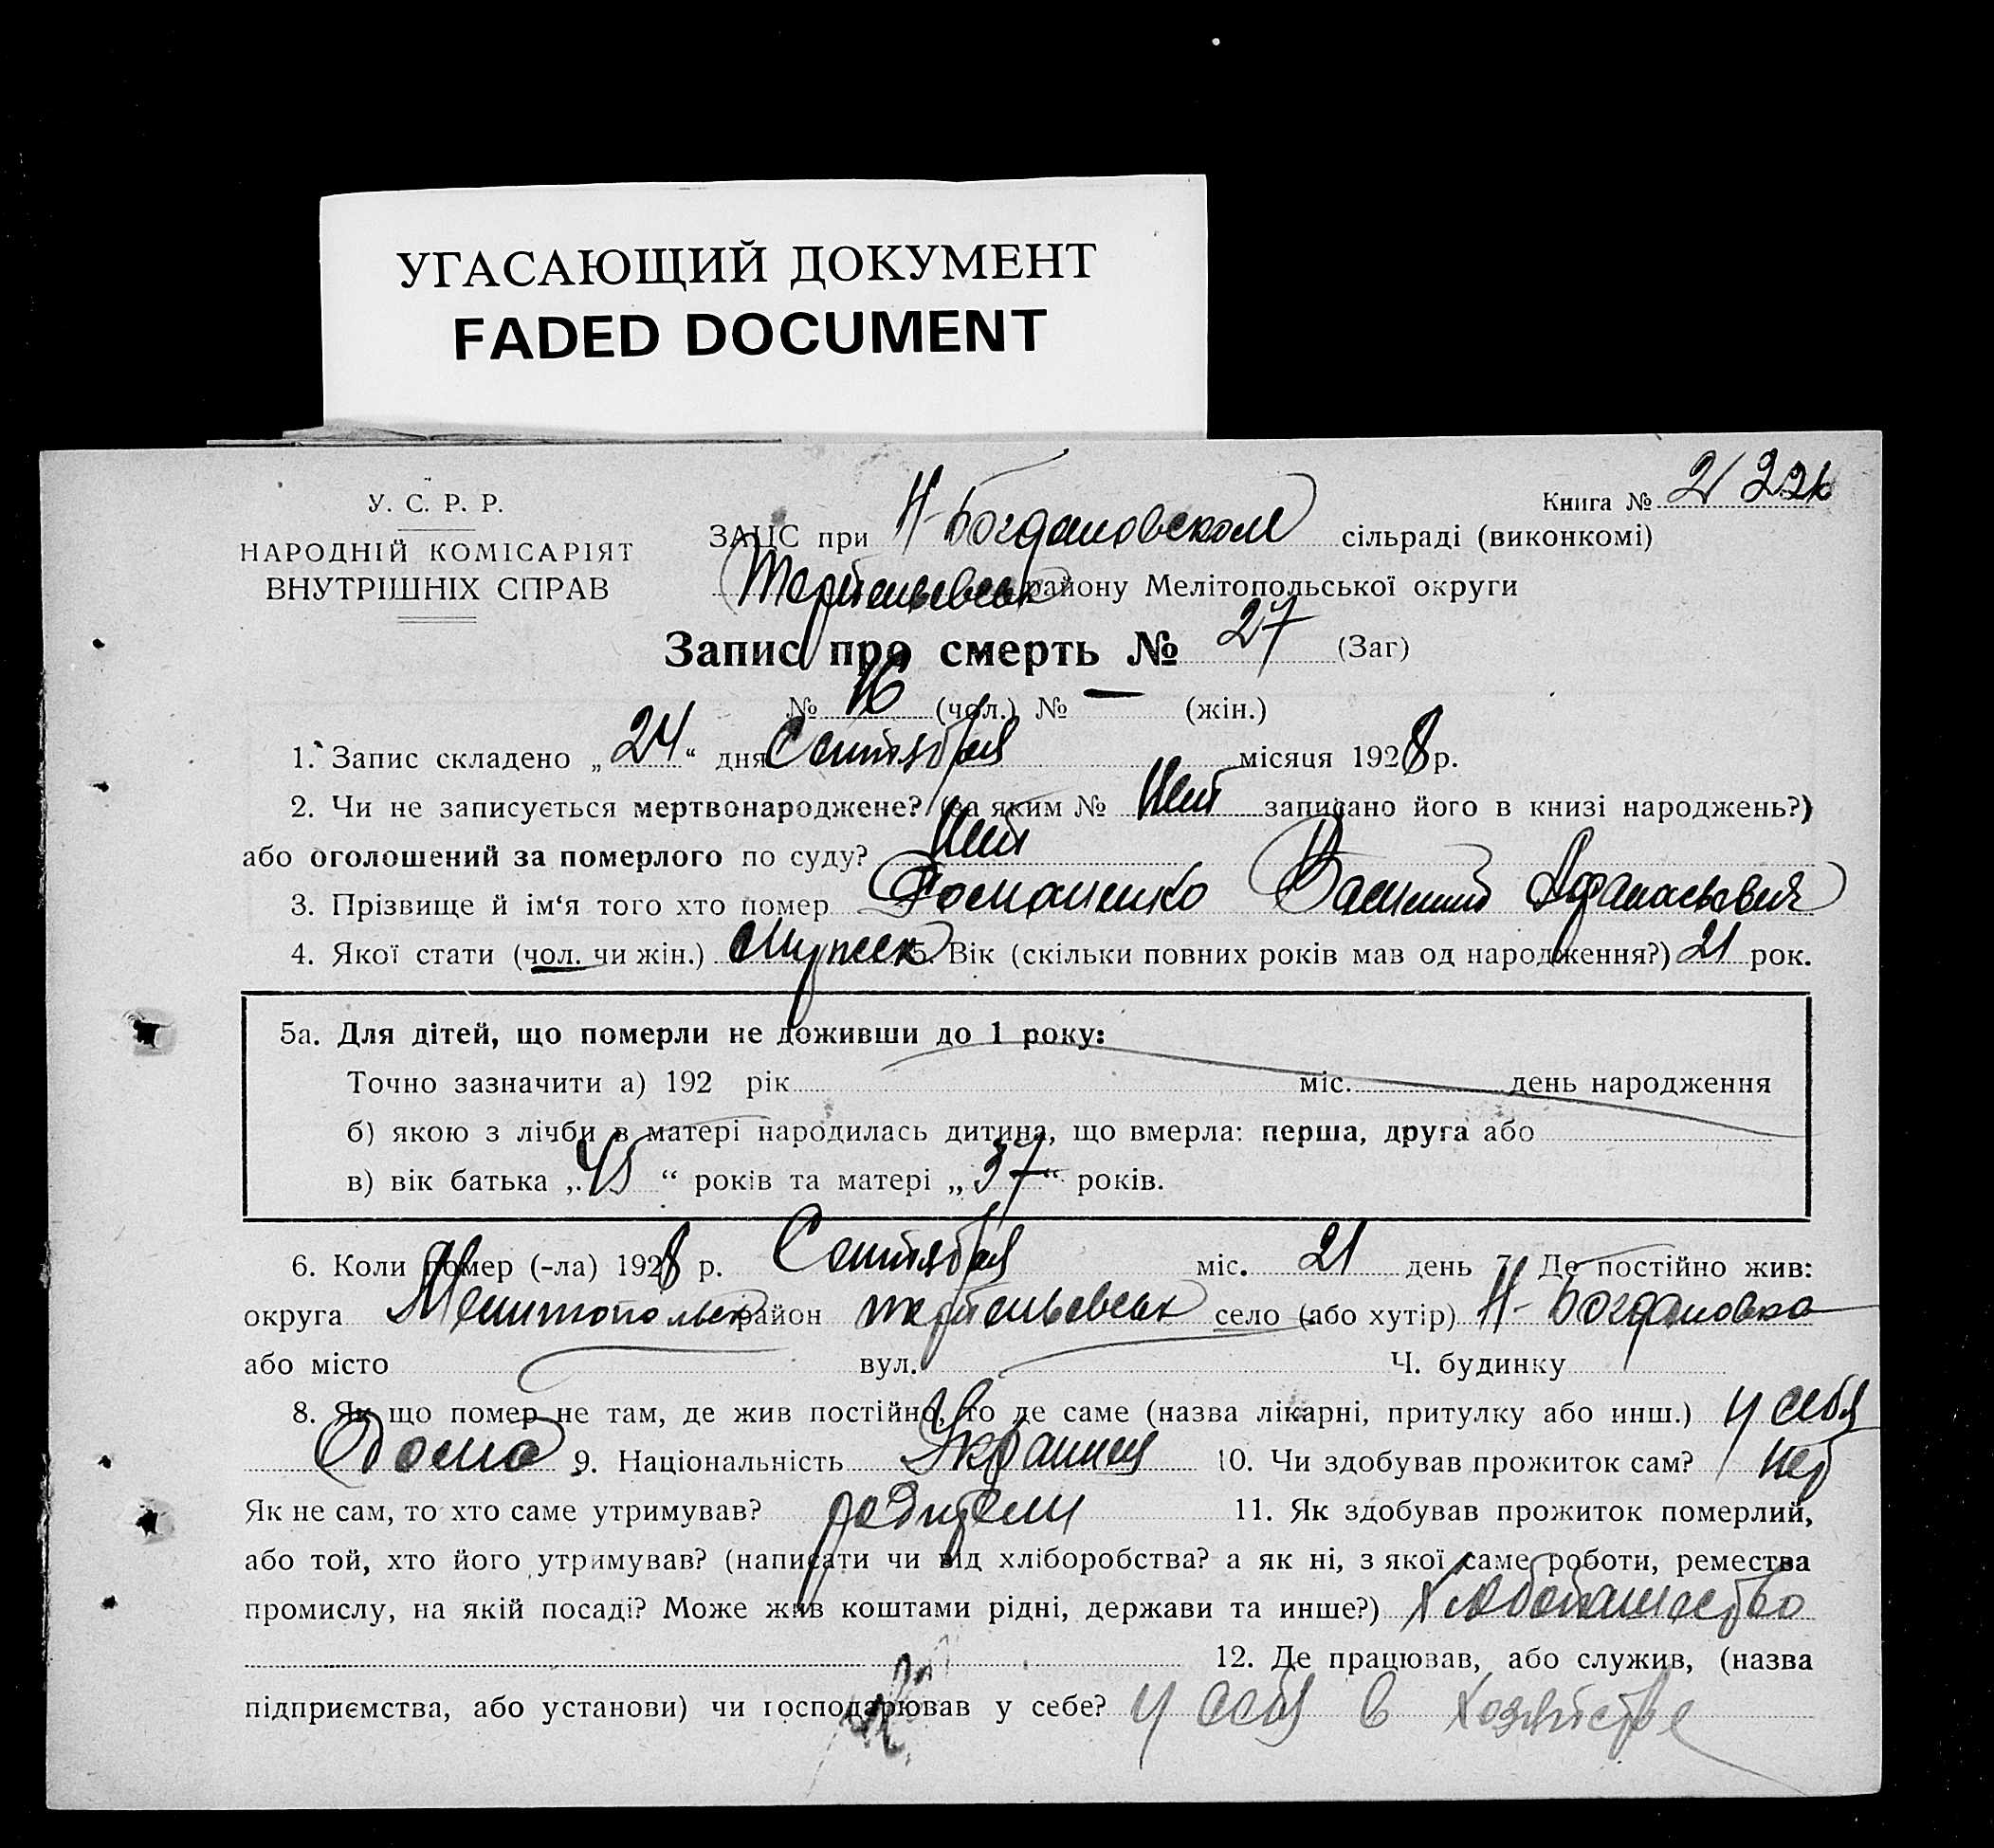 УГАСАЮЩИЙ ДОКУМЕНТ
FADED DOCUMENT
Книга № 2
У. С. Р. Р.
НАРОДНІЙ КОМІСАРІЯТ
ВНУТРІШНІХ СПРАВ
ЗАГС при Н-Богдановском сільраді (виконкомі)
району Мелітопольської округи
Запис про смерть № 27 (Заг)
№ 16 (чол.) № — (жін.)
1. Запис складено „24“ дня Сентября місяця 1928 р.
2. Чи не записується мертвонароджене? (за яким № Нет записано його в книзі народжень?)
або оголошений за померлого по суду? Нет
3. Прізвище й ім‘я того хто помер Романенко Василий Афанасьевич
4. Якої стати (чол. чи жін.) Мужск 5. Вік (скільки повних років мав од народження?) 21 рок.
5а. Для дітей, що померли не доживши до 1 року:
Точно зазначити а) 192 рік міс. день народження
б) якою з лічби в матері народилась дитина, що вмерла: перша, друга або
в) вік батька „45“ років та матері „37“ років.
6. Коли помер (-ла) 1928 р. Сентября міс. 21 день 7. Де постійно жив:
округа Мелитопольск район село (або хутір) Н-Богдановка
або місто вул. Ч. будинку
8. Як що помер не там, де жив постійно, то де саме (назва лікарні, притулку або инш.) у себя
дома 9. Національність Украинец 10. Чи здобував прожиток сам? нет
Як не сам, то хто саме утримував? родители 11. Як здобував прожиток померлий,
або той, хто його утримував? (написати чи від хліборобства? а як ні, з якої саме роботи, ремества
промислу, на якій посаді? Може жив коштами рідні, держави та инше?) Хлебопашество
12. Де працював, або служив, (назва
підприємства, або установи) чи господарював у себе? у себя в хозяйстве